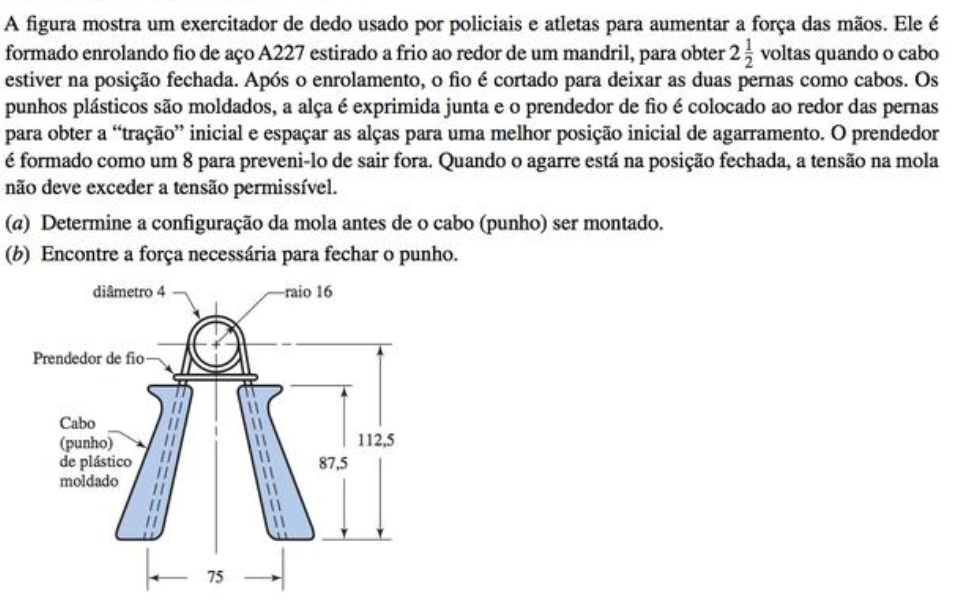 A figura mostra um exercitador de dedo usado por policiais e atletas para aumentar a força das mãos. Ele é
formado enrolando fio de aço A227 estirado a frio ao redor de um mandril, para obter 2 1/2 voltas quando o cabo
estiver na posição fechada. Após o enrolamento, o fio é cortado para deixar as duas pernas como cabos. Os
punhos plásticos são moldados, a alça é exprimida junta e o prendedor de fio é colocado ao redor das pernas
para obter a “tração” inicial e espaçar as alças para uma melhor posição inicial de agarramento. O prendedor
é formado como um 8 para preveni-lo de sair fora. Quando o agarre está na posição fechada, a tensão na mola
não deve exceder a tensão permissível.
(a) Determine a configuração da mola antes de o cabo (punho) ser montado.
(b) Encontre a força necessária para fechar o punho.
diâmetro 4
raio 16
Prendedor de fio
Cabo
(punho)
de plástico
moldado
112,5
87,5
75